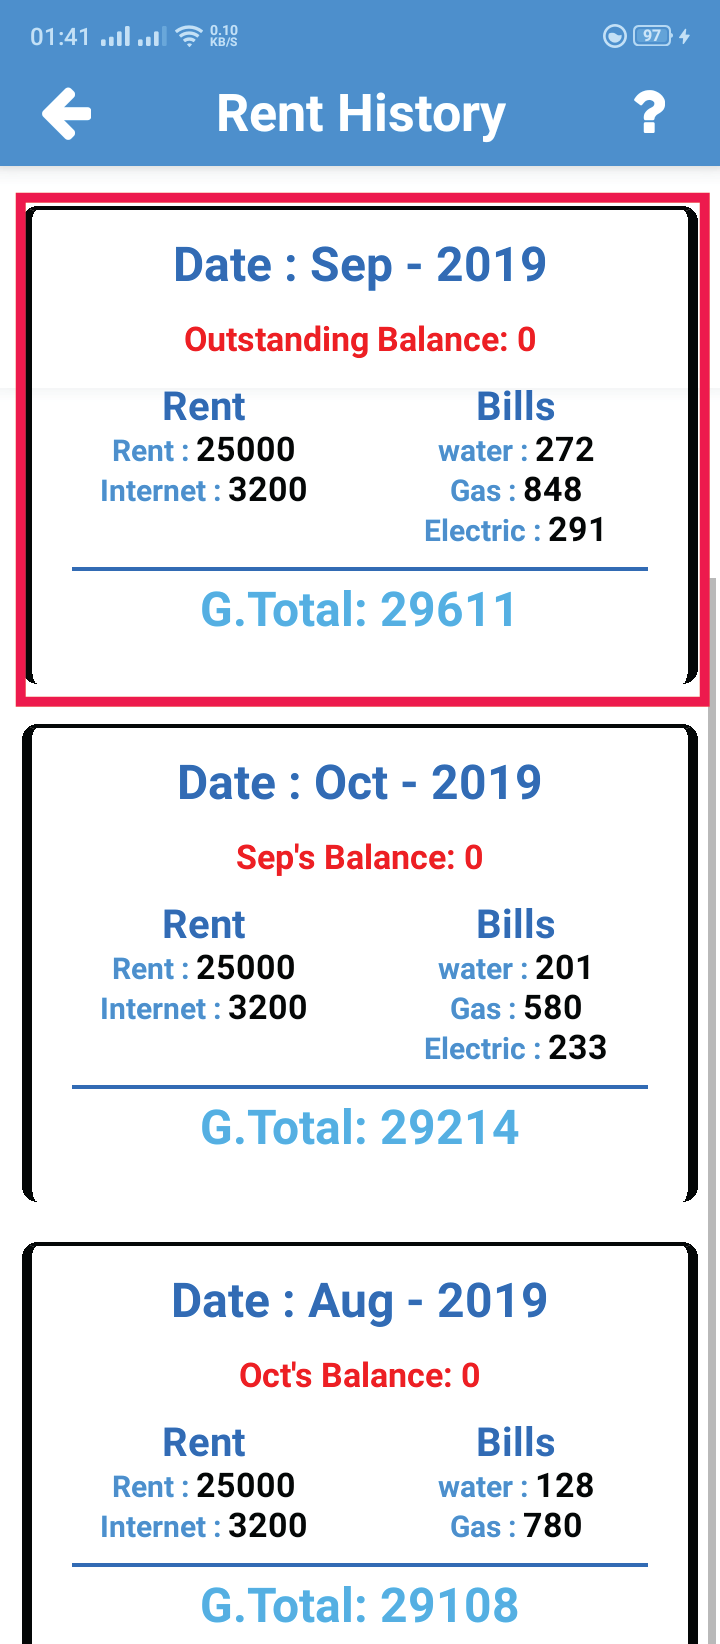 01:41 0.10 KB/S 97
Rent History ?
Date : Sep - 2019
Outstanding Balance: 0
Rent Bills
Rent : 25000 water : 272
Internet : 3200 Gas : 848
Electric : 291
G.Total: 29611
Date : Oct - 2019
Sep's Balance: 0
Rent Bills
Rent : 25000 water : 201
Internet : 3200 Gas : 580
Electric : 233
G.Total: 29214
Date : Aug - 2019
Oct's Balance: 0
Rent Bills
Rent : 25000 water : 128
Internet : 3200 Gas : 780
G.Total: 29108